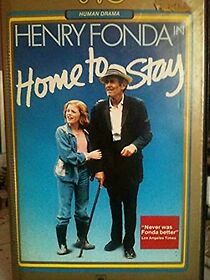 HUMAN DRAMA
HENRY FONDA IN
Home to
Stay
"Never was
Fonda better"
Los Angeles Times